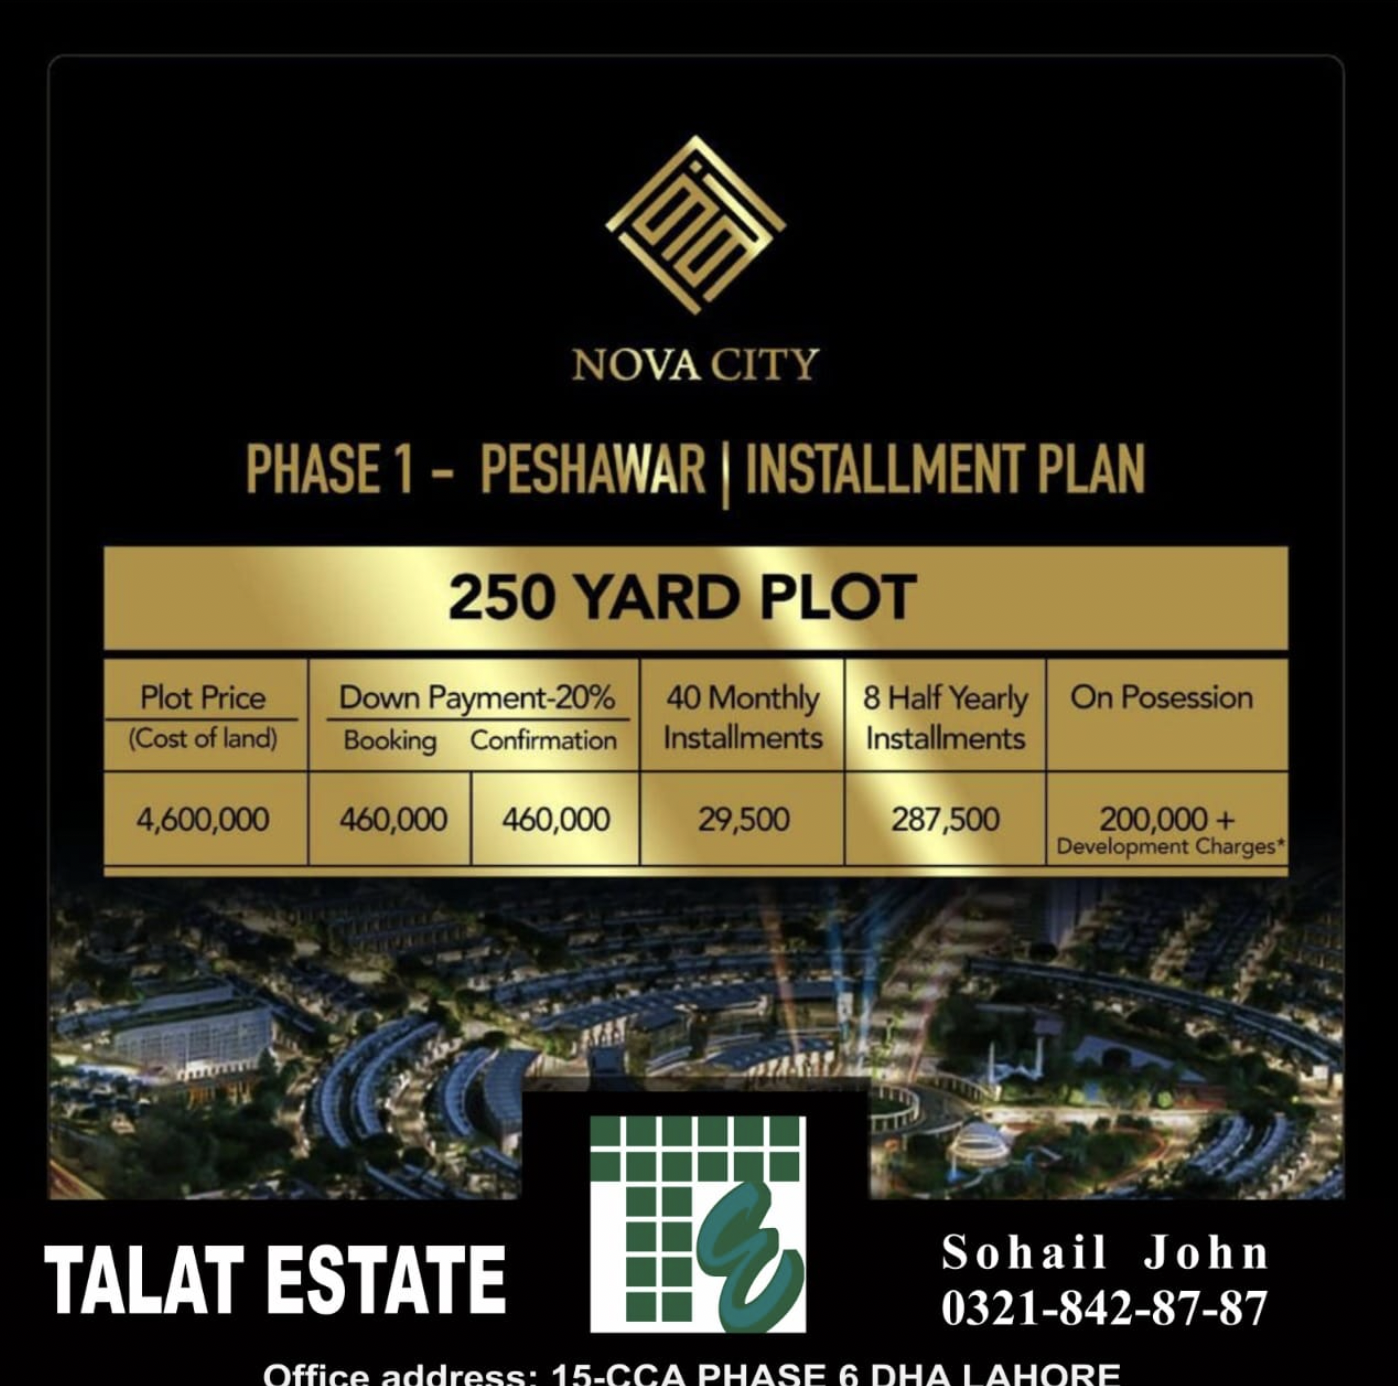 NOVA CITY
PHASE 1 - PESHAWAR | INSTALLMENT PLAN
250 YARD PLOT
Plot Price
(Cost of land)
Down Payment-20%
Booking Confirmation
40 Monthly
Installments
8 Half Yearly
Installments
On Posession
4,600,000
460,000
460,000
29,500
287,500
200,000 +
Development Charges*
TALAT ESTATE
Sohail John
0321-842-87-87
Office address: 15-CCA PHASE 6 DHA LAHORE